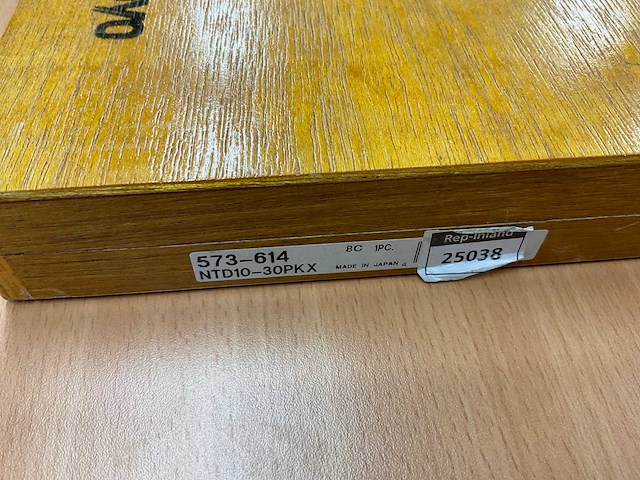 573-614
NTD10-30PKX
8C 1PC.
MADE IN JAPAN
Rep-Inland
25038